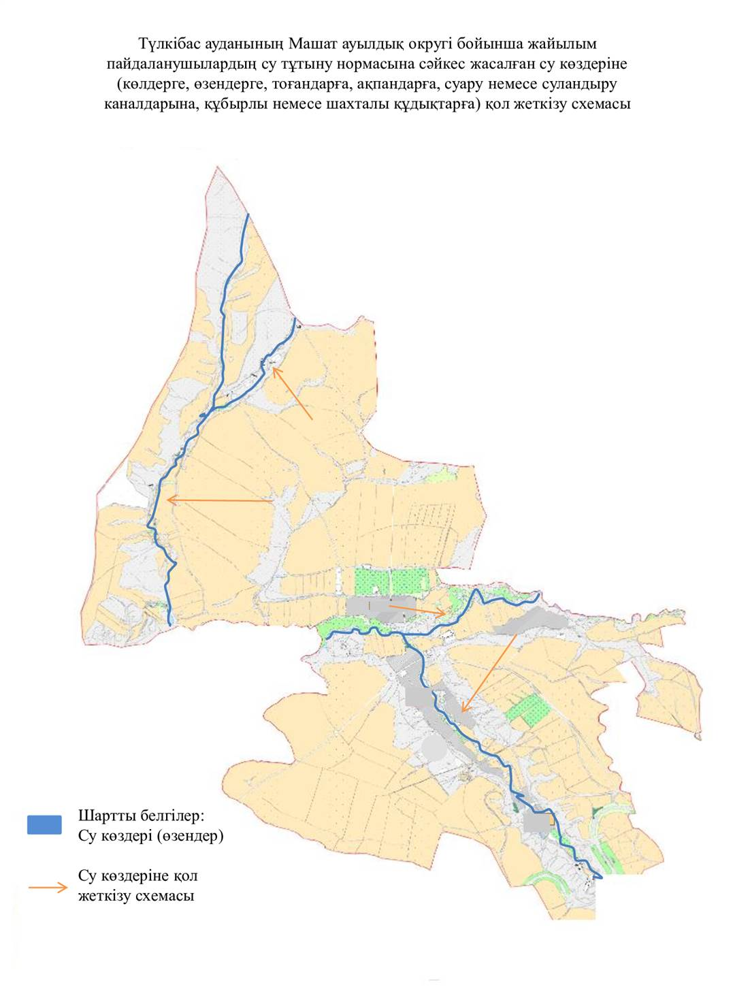 Түлкібас ауданының Машат ауылдық округі бойынша жайылым
пайдаланушылардың су тұтыну нормасына сәйкес жасалған су көздеріне
(көлдерге, өзендерге, тоғандарға, ақпандарға, суару немесе суландыру
каналдарына, құбырлы немесе шахталы құдықтарға) қол жеткізу схемасы
Шартты белгілер:
Су көздері (өзендер)
Су көздеріне қол
жеткізу схемасы